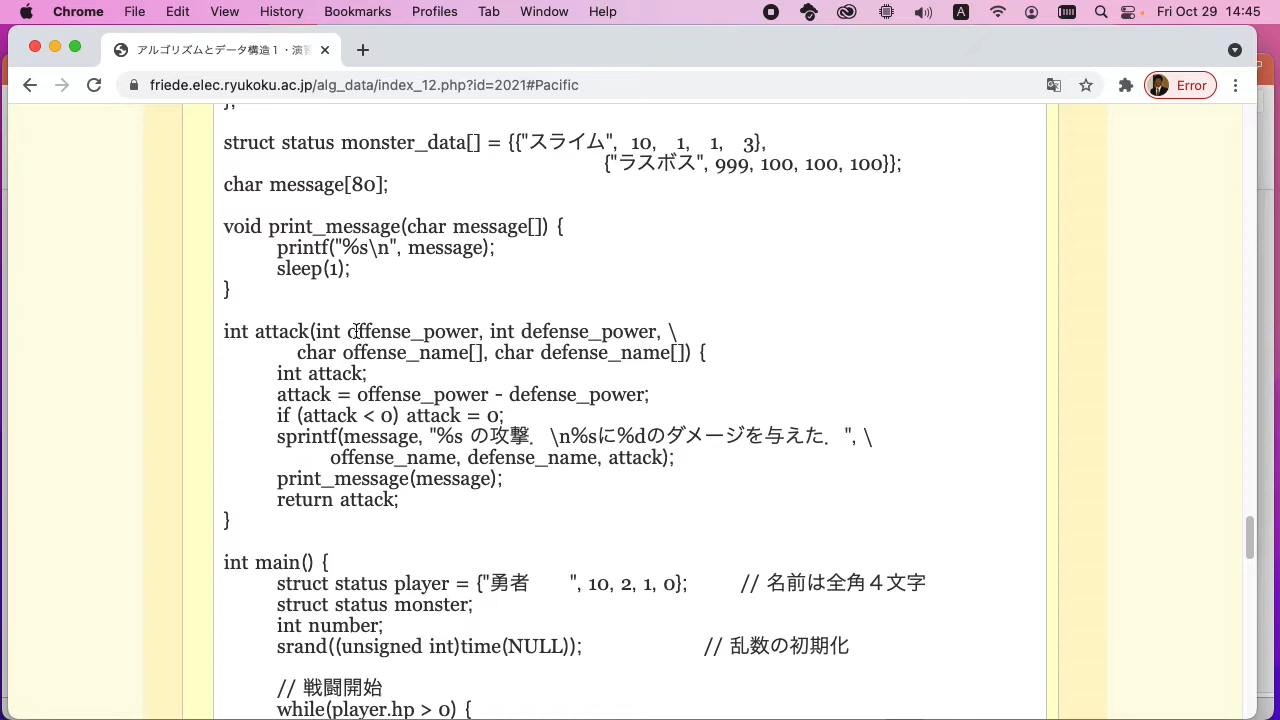 Chrome File Edit View History Bookmarks Profiles Tab Window Help A Fri Oct 29 14:45
アルゴリズムとデータ構造１・演習
friede.elec.ryukoku.ac.jp/alg_data/index_12.php?id=2021#Pacific Error
};
struct status monster_data[] = {{"スライム", 10, 1, 1, 3},
{"ラスボス", 999, 100, 100, 100}};
char message[80];
void print_message(char message[]) {
printf("%s\n", message);
sleep(1);
}
int attack(int offense_power, int defense_power, \
char offense_name[], char defense_name[]) {
int attack;
attack = offense_power - defense_power;
if (attack < 0) attack = 0;
sprintf(message, "%s の攻撃．\n%sに%dのダメージを与えた．", \
offense_name, defense_name, attack);
print_message(message);
return attack;
}
int main() {
struct status player = {"勇者　　", 10, 2, 1, 0}; // 名前は全角４文字
struct status monster;
int number;
srand((unsigned int)time(NULL)); // 乱数の初期化
// 戦闘開始
while(player.hp > 0) {